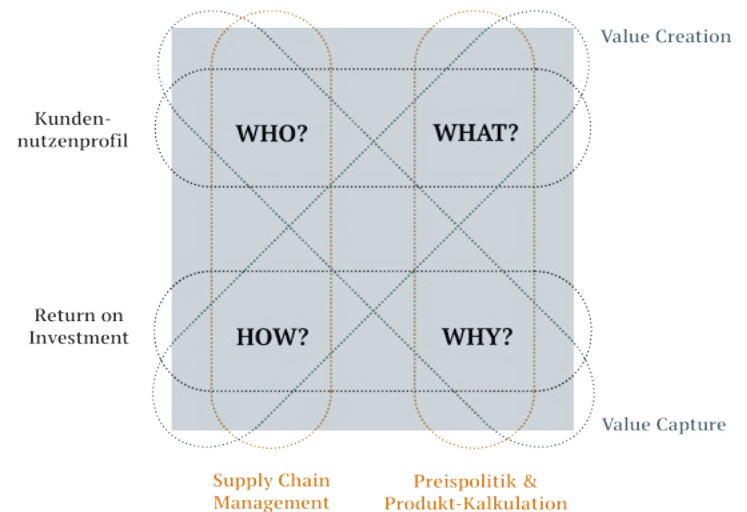 Value Creation
Kunden-
nutzenprofil
WHO?
WHAT?
Return on
Investment
HOW?
WHY?
Value Capture
Supply Chain
Management
Preispolitik &
Produkt-Kalkulation